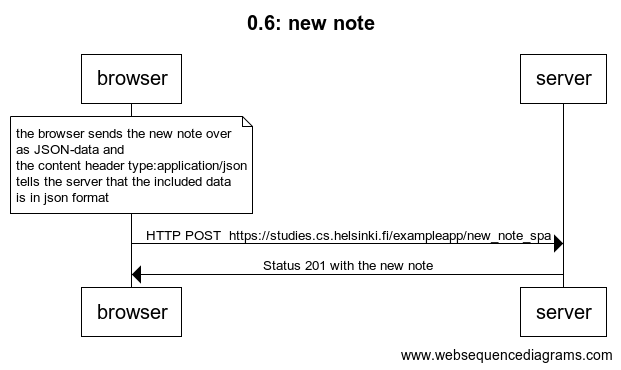 0.6: new note
browser
server
the browser sends the new note over
as JSON-data and
the content header type:application/json
tells the server that the included data
is in json format
HTTP POST  https://studies.cs.helsinki.fi/exampleapp/new_note_spa
Status 201 with the new note
browser
server
www.websequencediagrams.com